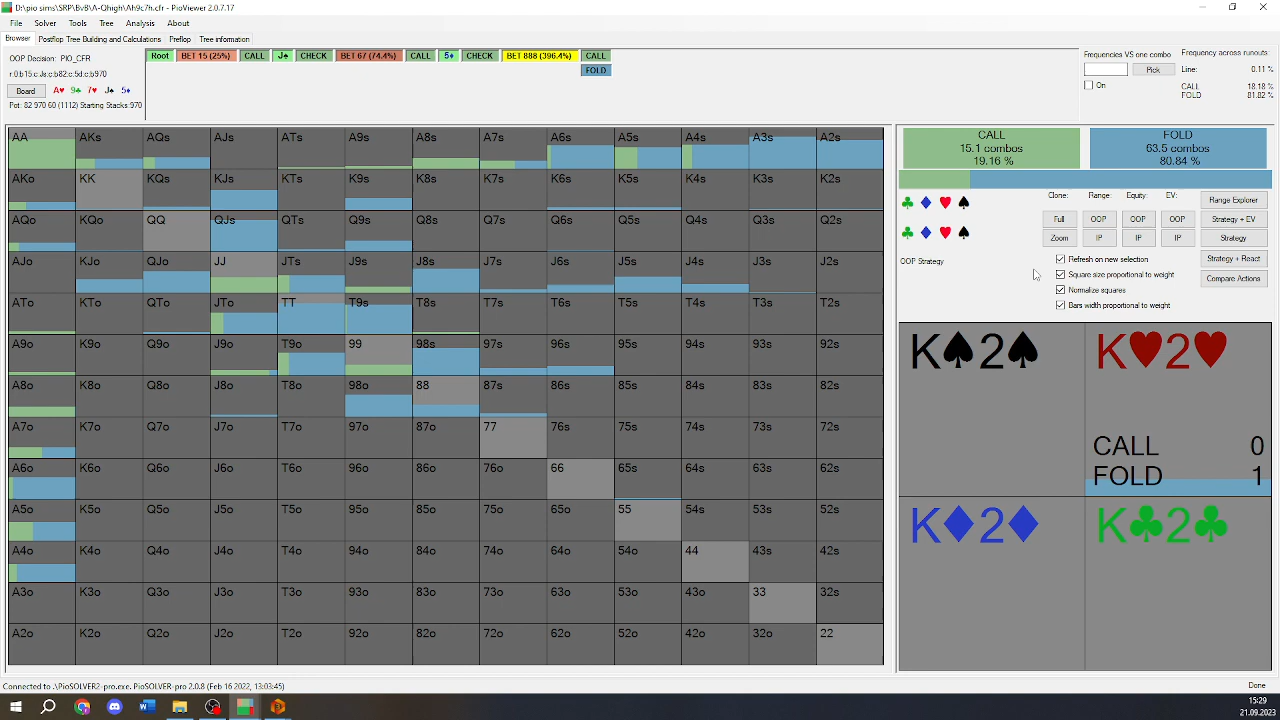 D:\pio sims\SRP\BvB\A-Qhigh\Ah9c7h.cfr - PioViewer 2.0.7.17
File Solver Tools Tree Analysis About
Browser Postflop Tree Building and Calculations Preflop Tree information
OOP Decision: PIO_CFR
r:0:b15:c:Js:c:b82:c:5d:c:b970
Board A♥ 9♣ 7♥ J♠ 5♦
Pot: 82 970 60 (1112) Starting Stacks:970
Root BET 15 (25%) CALL J♠ CHECK BET 67 (74.4%) CALL 5♦ CHECK BET 888 (396.4%) CALL
FOLD
Frequencies VS one combo
Pick
On
Frequency across runouts:
Line: 0.11 %
CALL 18.18 %
FOLD 81.82 %
AA AKs AQs AJs ATs A9s A8s A7s A6s A5s A4s A3s A2s
AKo KK KQs KJs KTs K9s K8s K7s K6s K5s K4s K3s K2s
AQo KQo QQ QJs QTs Q9s Q8s Q7s Q6s Q5s Q4s Q3s Q2s
AJo KJo QJo JJ JTs J9s J8s J7s J6s J5s J4s J3s J2s
ATo KTo QTo JTo TT T9s T8s T7s T6s T5s T4s T3s T2s
A9o K9o Q9o J9o T9o 99 98s 97s 96s 95s 94s 93s 92s
A8o K8o Q8o J8o T8o 98o 88 87s 86s 85s 84s 83s 82s
A7o K7o Q7o J7o T7o 97o 87o 77 76s 75s 74s 73s 72s
A6o K6o Q6o J6o T6o 96o 86o 76o 66 65s 64s 63s 62s
A5o K5o Q5o J5o T5o 95o 85o 75o 65o 55 54s 53s 52s
A4o K4o Q4o J4o T4o 94o 84o 74o 64o 54o 44 43s 42s
A3o K3o Q3o J3o T3o 93o 83o 73o 63o 53o 43o 33 32s
A2o K2o Q2o J2o T2o 92o 82o 72o 62o 52o 42o 32o 22
CALL
15.1 combos
19.16 %
FOLD
63.5 combos
80.84 %
♣ ♦ ♥ ♠
♣ ♦ ♥ ♠
OOP Strategy
Clone: Range: Equity: EV:
Full OOP OOP OOP
Zoom IP IP IP
Refresh on new selection
Square size proportional to weight
Normalize squares
Bars width proportional to weight
Range Explorer
Strategy + EV
Strategy
Strategy + React
Compare Actions
K♠2♠ K♥2♥
CALL 0
FOLD 1
K♦2♦ K♣2♣
Connected to .\PioSOLVER2-pro.exe. PioSOLVER-pro 2.0.8 (Feb 16 2022, 13:03:45)
Done
15:29
21.09.2023